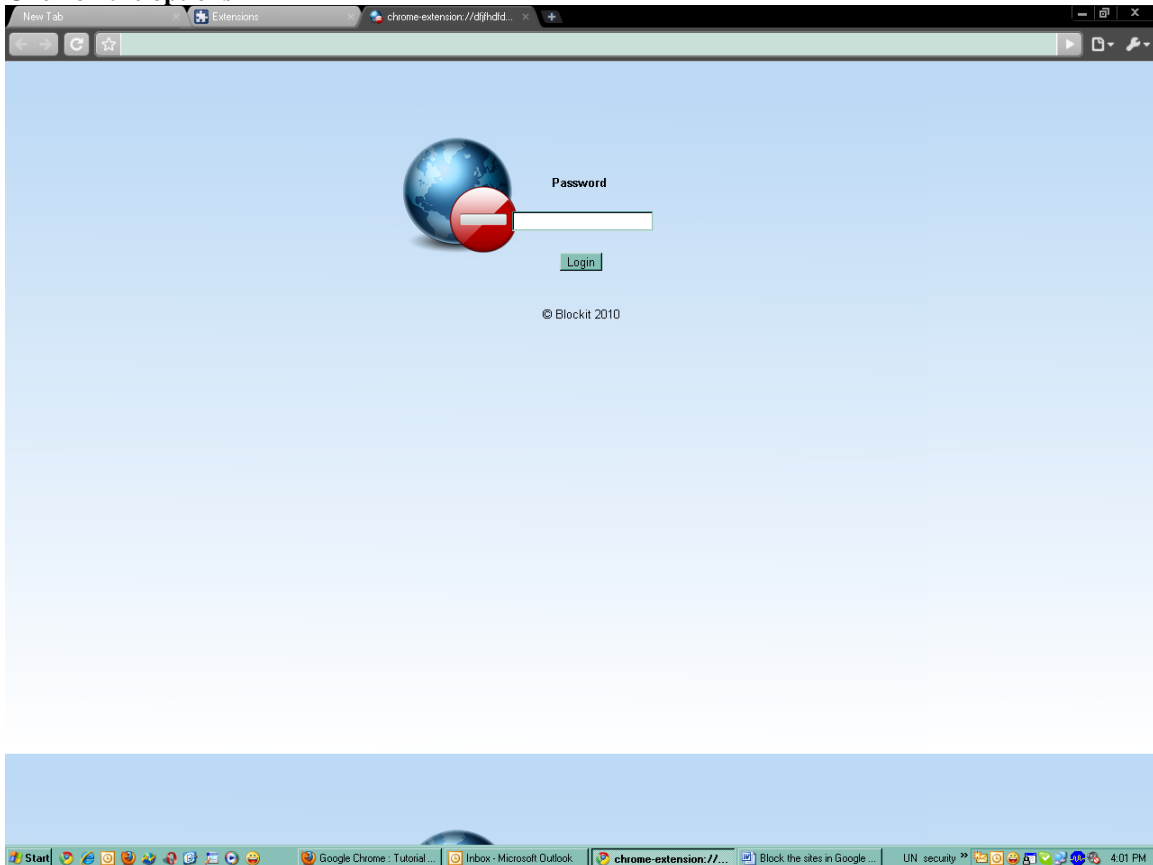 New Tab
Extensions
chrome-extension://dfjfhdfd...
Password
Login
© Blockit 2010
Start
Google Chrome : Tutorial ...
Inbox - Microsoft Outlook
chrome-extension://...
Block the sites in Google ...
UN security »
4:01 PM